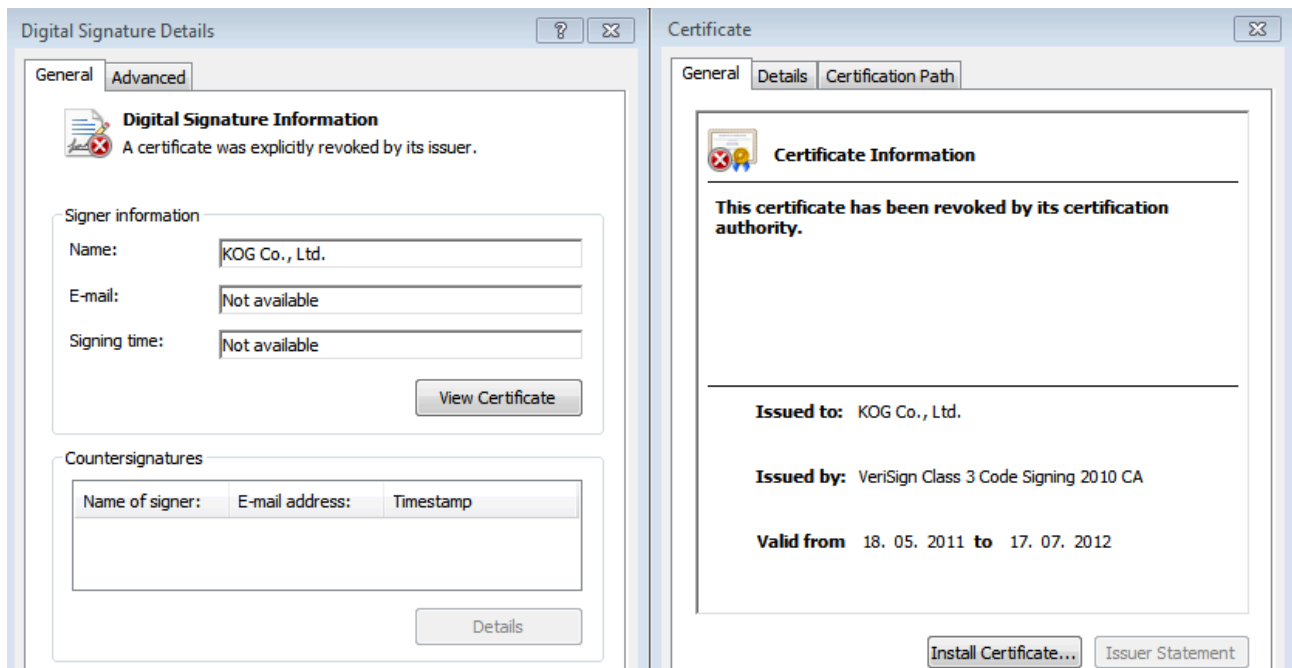 Digital Signature Details
General Advanced
Digital Signature Information
A certificate was explicitly revoked by its issuer.
Signer information
Name: KOG Co., Ltd.
E-mail: Not available
Signing time: Not available
View Certificate
Countersignatures
Name of signer: E-mail address: Timestamp
Details
Certificate
General Details Certification Path
Certificate Information
This certificate has been revoked by its certification
authority.
Issued to: KOG Co., Ltd.
Issued by: VeriSign Class 3 Code Signing 2010 CA
Valid from 18. 05. 2011 to 17. 07. 2012
Install Certificate... Issuer Statement